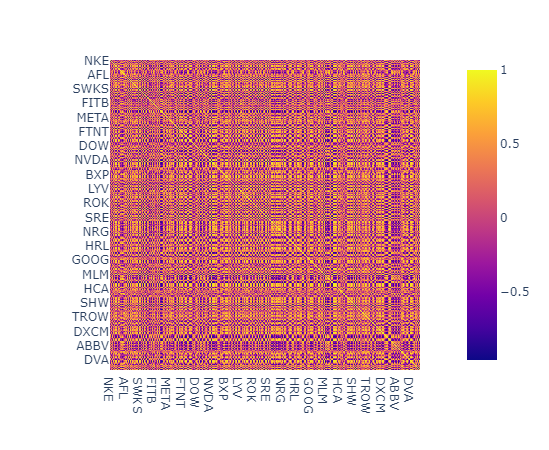 NKE
AFL
SWKS
FITB
META
FTNT
DOW
NVDA
BXP
LYV
ROK
SRE
NRG
HRL
GOOG
MLM
HCA
SHW
TROW
DXCM
ABBV
DVA
NKE
AFL
SWKS
FITB
META
FTNT
DOW
NVDA
BXP
LYV
ROK
SRE
NRG
HRL
GOOG
MLM
HCA
SHW
TROW
DXCM
ABBV
DVA
1
0.5
0
−0.5